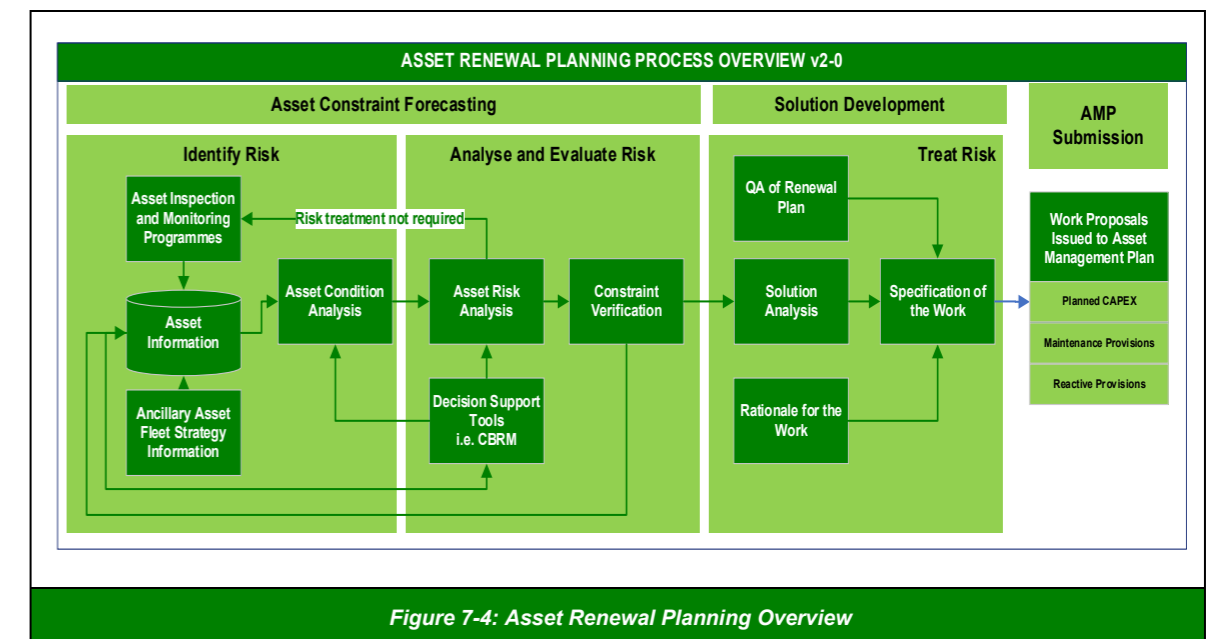 ASSET RENEWAL PLANNING PROCESS OVERVIEW v2-0
Asset Constraint Forecasting
Solution Development
AMP
Submission
Identify Risk
Analyse and Evaluate Risk
Treat Risk
Asset Inspection
and Monitoring
Programmes
Risk treatment not required
QA of Renewal
Plan
Work Proposals
Issued to Asset
Management Plan
Asset
Information
Asset Condition
Analysis
Asset Risk
Analysis
Constraint
Verification
Solution
Analysis
Specification of
the Work
Planned CAPEX
Maintenance Provisions
Reactive Provisions
Ancillary Asset
Fleet Strategy
Information
Decision Support
Tools
i.e. CBRM
Rationale for the
Work
Figure 7-4: Asset Renewal Planning Overview